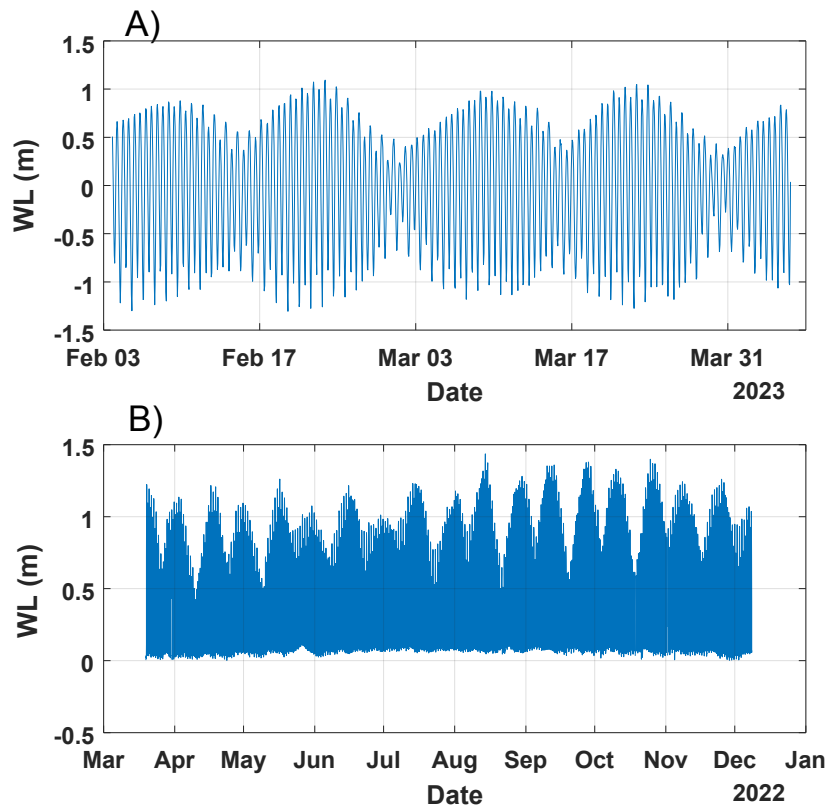 A)
1.5
1
0.5
0
-0.5
-1
-1.5
WL (m)
Feb 03 Feb 17 Mar 03 Mar 17 Mar 31
Date 2023
B)
1.5
1
0.5
0
-0.5
WL (m)
Mar Apr May Jun Jul Aug Sep Oct Nov Dec Jan
Date 2022